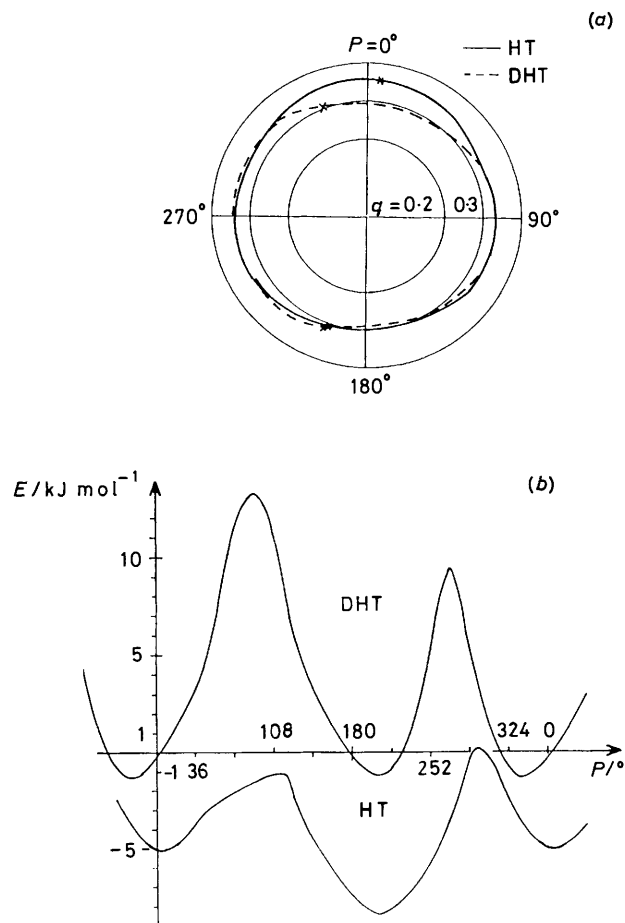 (a)
P = 0°
HT
DHT
270°
q = 0·2 0·3
90°
180°
E / kJ mol⁻¹
(b)
10
DHT
5
1 108 180 324 0
-1 36 252 P/°
HT
-5